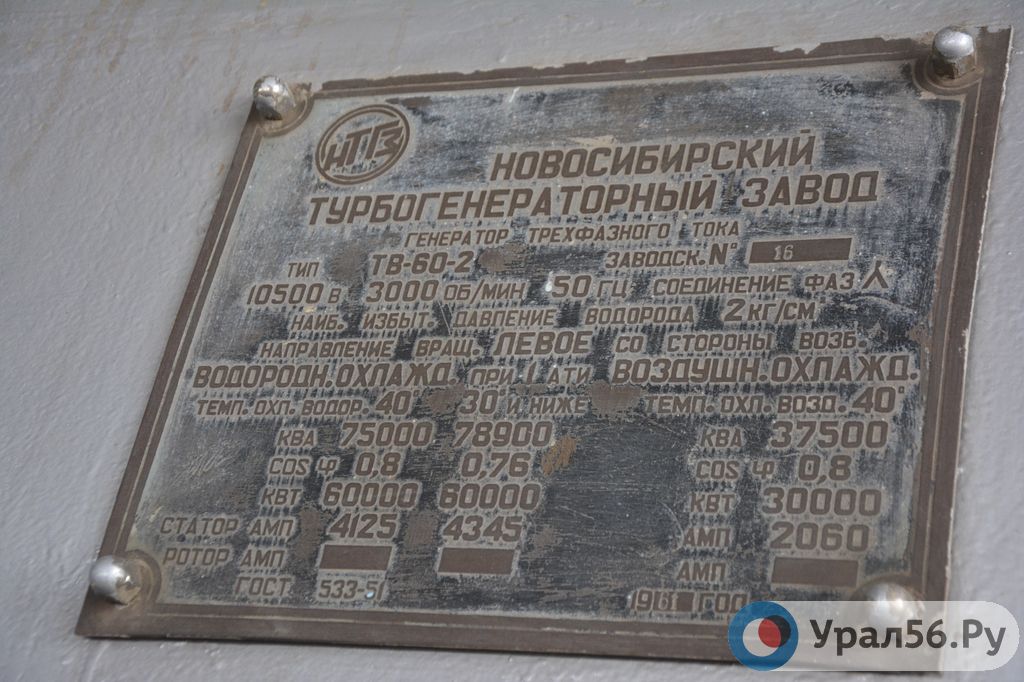 НТГЗ
НОВОСИБИРСКИЙ
ТУРБОГЕНЕРАТОРНЫЙ ЗАВОД
ГЕНЕРАТОР ТРЕХФАЗНОГО ТОКА
ТИП ТВ-60-2 ЗАВОДСК. № 16
10500 В 3000 ОБ/МИН 50 ГЦ СОЕДИНЕНИЕ ФАЗ
НАИБ. ИЗБЫТ. ДАВЛЕНИЕ ВОДОРОДА 2 КГ/СМ²
НАПРАВЛЕНИЕ ВРАЩ. ЛЕВОЕ СО СТОРОНЫ ВОЗБ.
ВОДОРОДН. ОХЛАЖД. ПРИ 1 АТИ ВОЗДУШН. ОХЛАЖД.
ТЕМП. ОХЛ. ВОДОР. 40° 30° И НИЖЕ ТЕМП. ОХЛ. ВОЗД. 40°
КВА 75000 78900 КВА 37500
COS φ 0,8 0,76 COS φ 0,8
КВТ 60000 60000 КВТ 30000
СТАТОР АМП 4125 4345 АМП 2060
РОТОР АМП АМП
ГОСТ 533-51 1961 ГОД
Урал56.Ру